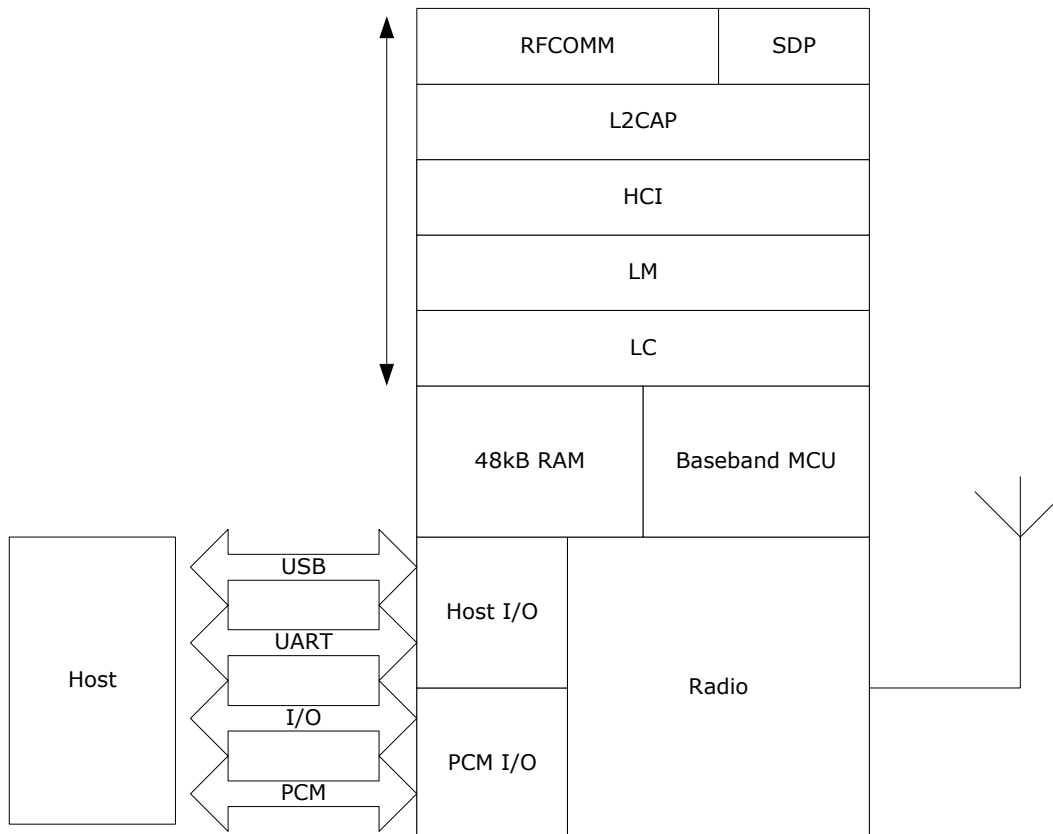 RFCOMM
SDP
L2CAP
HCI
LM
LC
48kB RAM
Baseband MCU
USB
Host I/O
UART
Host
Radio
I/O
PCM I/O
PCM